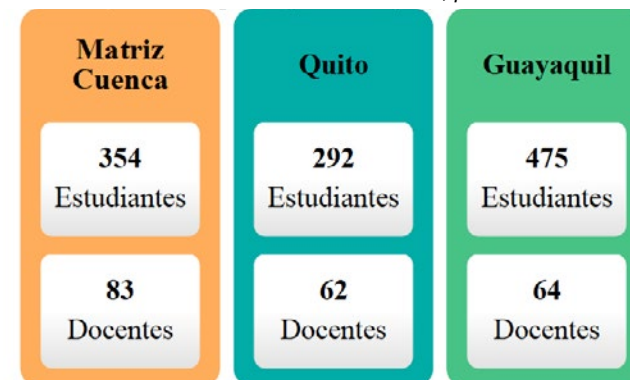 Matriz
Cuenca
354
Estudiantes
83
Docentes
Quito
292
Estudiantes
62
Docentes
Guayaquil
475
Estudiantes
64
Docentes